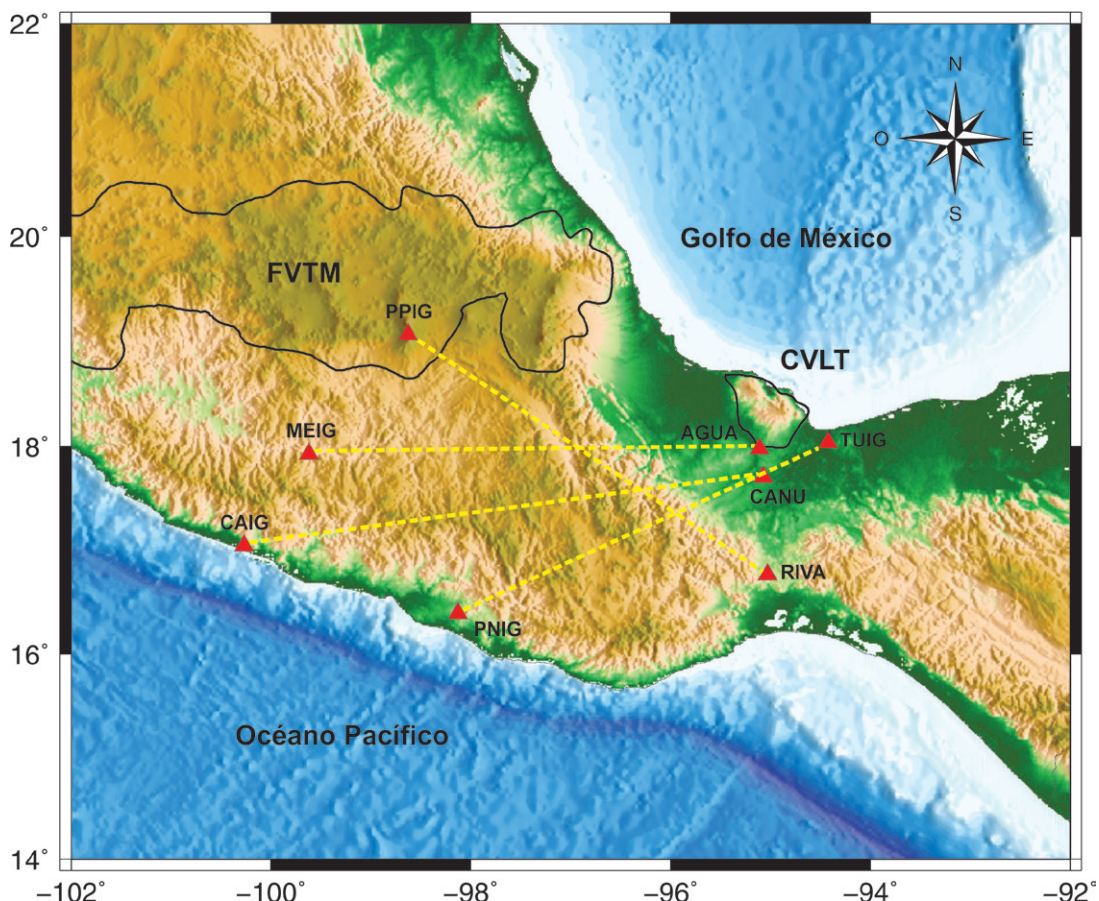 22°
N
O
E
S
20°
Golfo de México
FVTM
PPIG
CVLT
MEIG
AGUA
TUIG
18°
CANU
CAIG
RIVA
PNIG
16°
Océano Pacífico
14°
−102° −100° −98° −96° −94° −92°